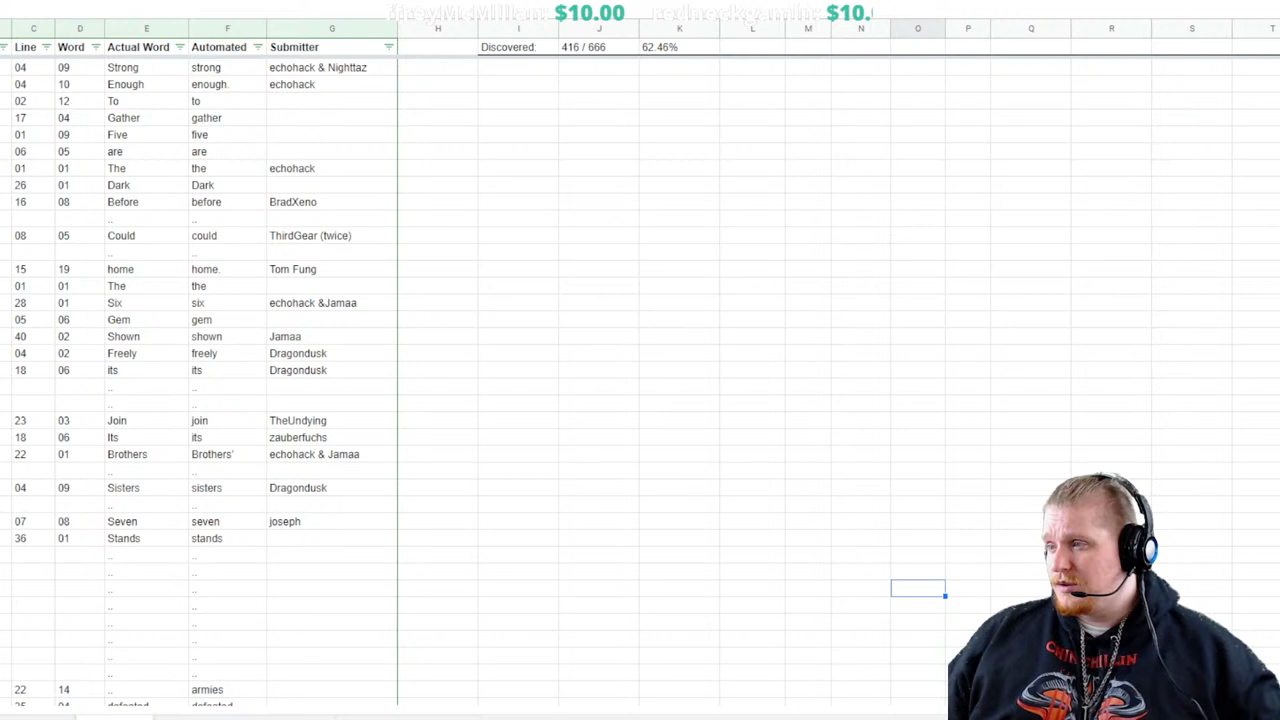 ffreyMcMillan: $10.00 redneckgamin: $10.
C D E F G H I J K L M N O P Q R S T
Line Word Actual Word Automated Submitter Discovered: 416 / 666 62.46%
04 09 Strong strong echohack & Nighttaz
04 10 Enough enough. echohack
02 12 To to
17 04 Gather gather
01 09 Five five
06 05 are are
01 01 The the echohack
26 01 Dark Dark
16 08 Before before BradXeno
.. ..
08 05 Could could ThirdGear (twice)
.. ..
15 19 home home. Tom Fung
01 01 The the
28 01 Six six echohack &Jamaa
05 06 Gem gem
40 02 Shown shown Jamaa
04 02 Freely freely Dragondusk
18 06 its its Dragondusk
.. ..
.. ..
23 03 Join join TheUndying
18 06 Its its zauberfuchs
22 01 Brothers Brothers' echohack & Jamaa
.. ..
04 09 Sisters sisters Dragondusk
.. ..
07 08 Seven seven joseph
36 01 Stands stands
.. ..
.. ..
.. ..
.. ..
.. ..
.. ..
.. ..
.. ..
22 14 .. armies
04 defeated defeated
CHIN CHILLIN